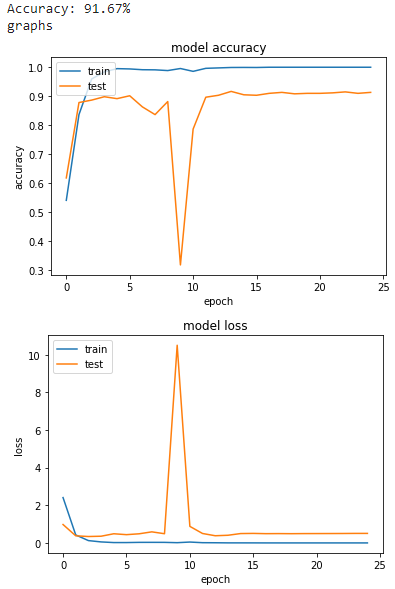 Accuracy: 91.67%
graphs
model accuracy
train
test
1.0
0.9
0.8
0.7
0.6
0.5
0.4
0.3
accuracy
0 5 10 15 20 25
epoch
model loss
train
test
10
8
6
4
2
0
loss
0 5 10 15 20 25
epoch